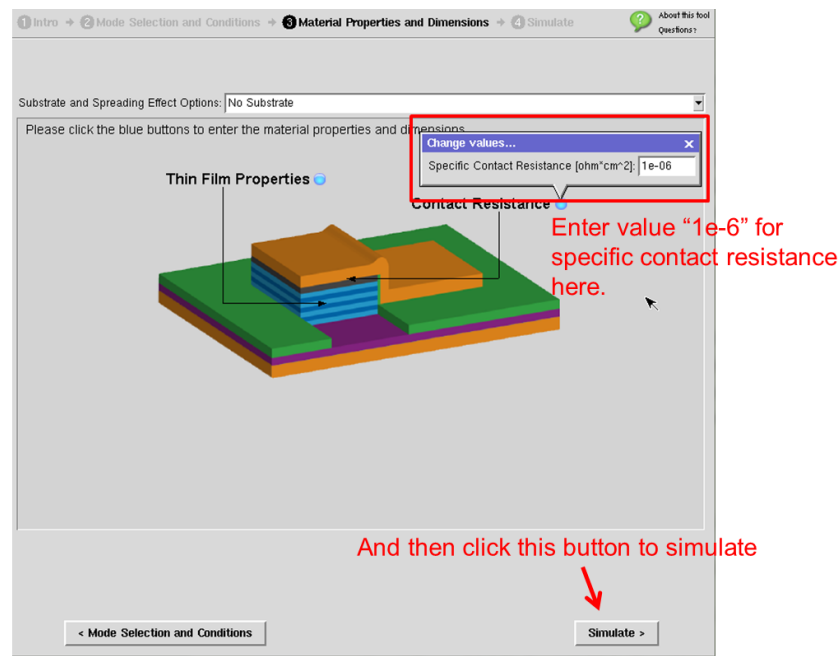 1 Intro → 2 Mode Selection and Conditions → 3 Material Properties and Dimensions → 4 Simulate
? About this tool
Questions?
Substrate and Spreading Effect Options: No Substrate
Please click the blue buttons to enter the material properties and dimensions
Change values... x
Specific Contact Resistance [ohm*cm^2]: 1e-06
Thin Film Properties
Contact Resistance
Enter value “1e-6” for
specific contact resistance
here.
And then click this button to simulate
< Mode Selection and Conditions
Simulate >